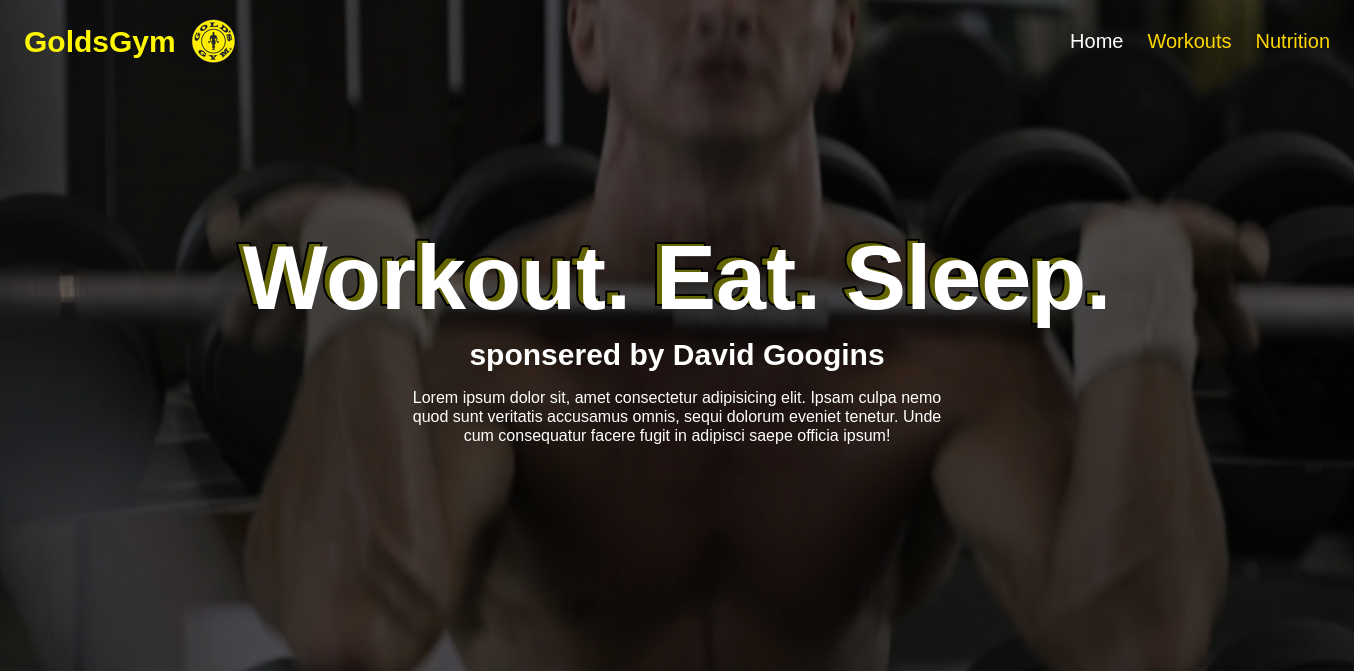 GoldsGym
GOLD'S
GYM
Home
Workouts
Nutrition
Workout. Eat. Sleep.
sponsered by David Googins
Lorem ipsum dolor sit, amet consectetur adipisicing elit. Ipsam culpa nemo
quod sunt veritatis accusamus omnis, sequi dolorum eveniet tenetur. Unde
cum consequatur facere fugit in adipisci saepe officia ipsum!